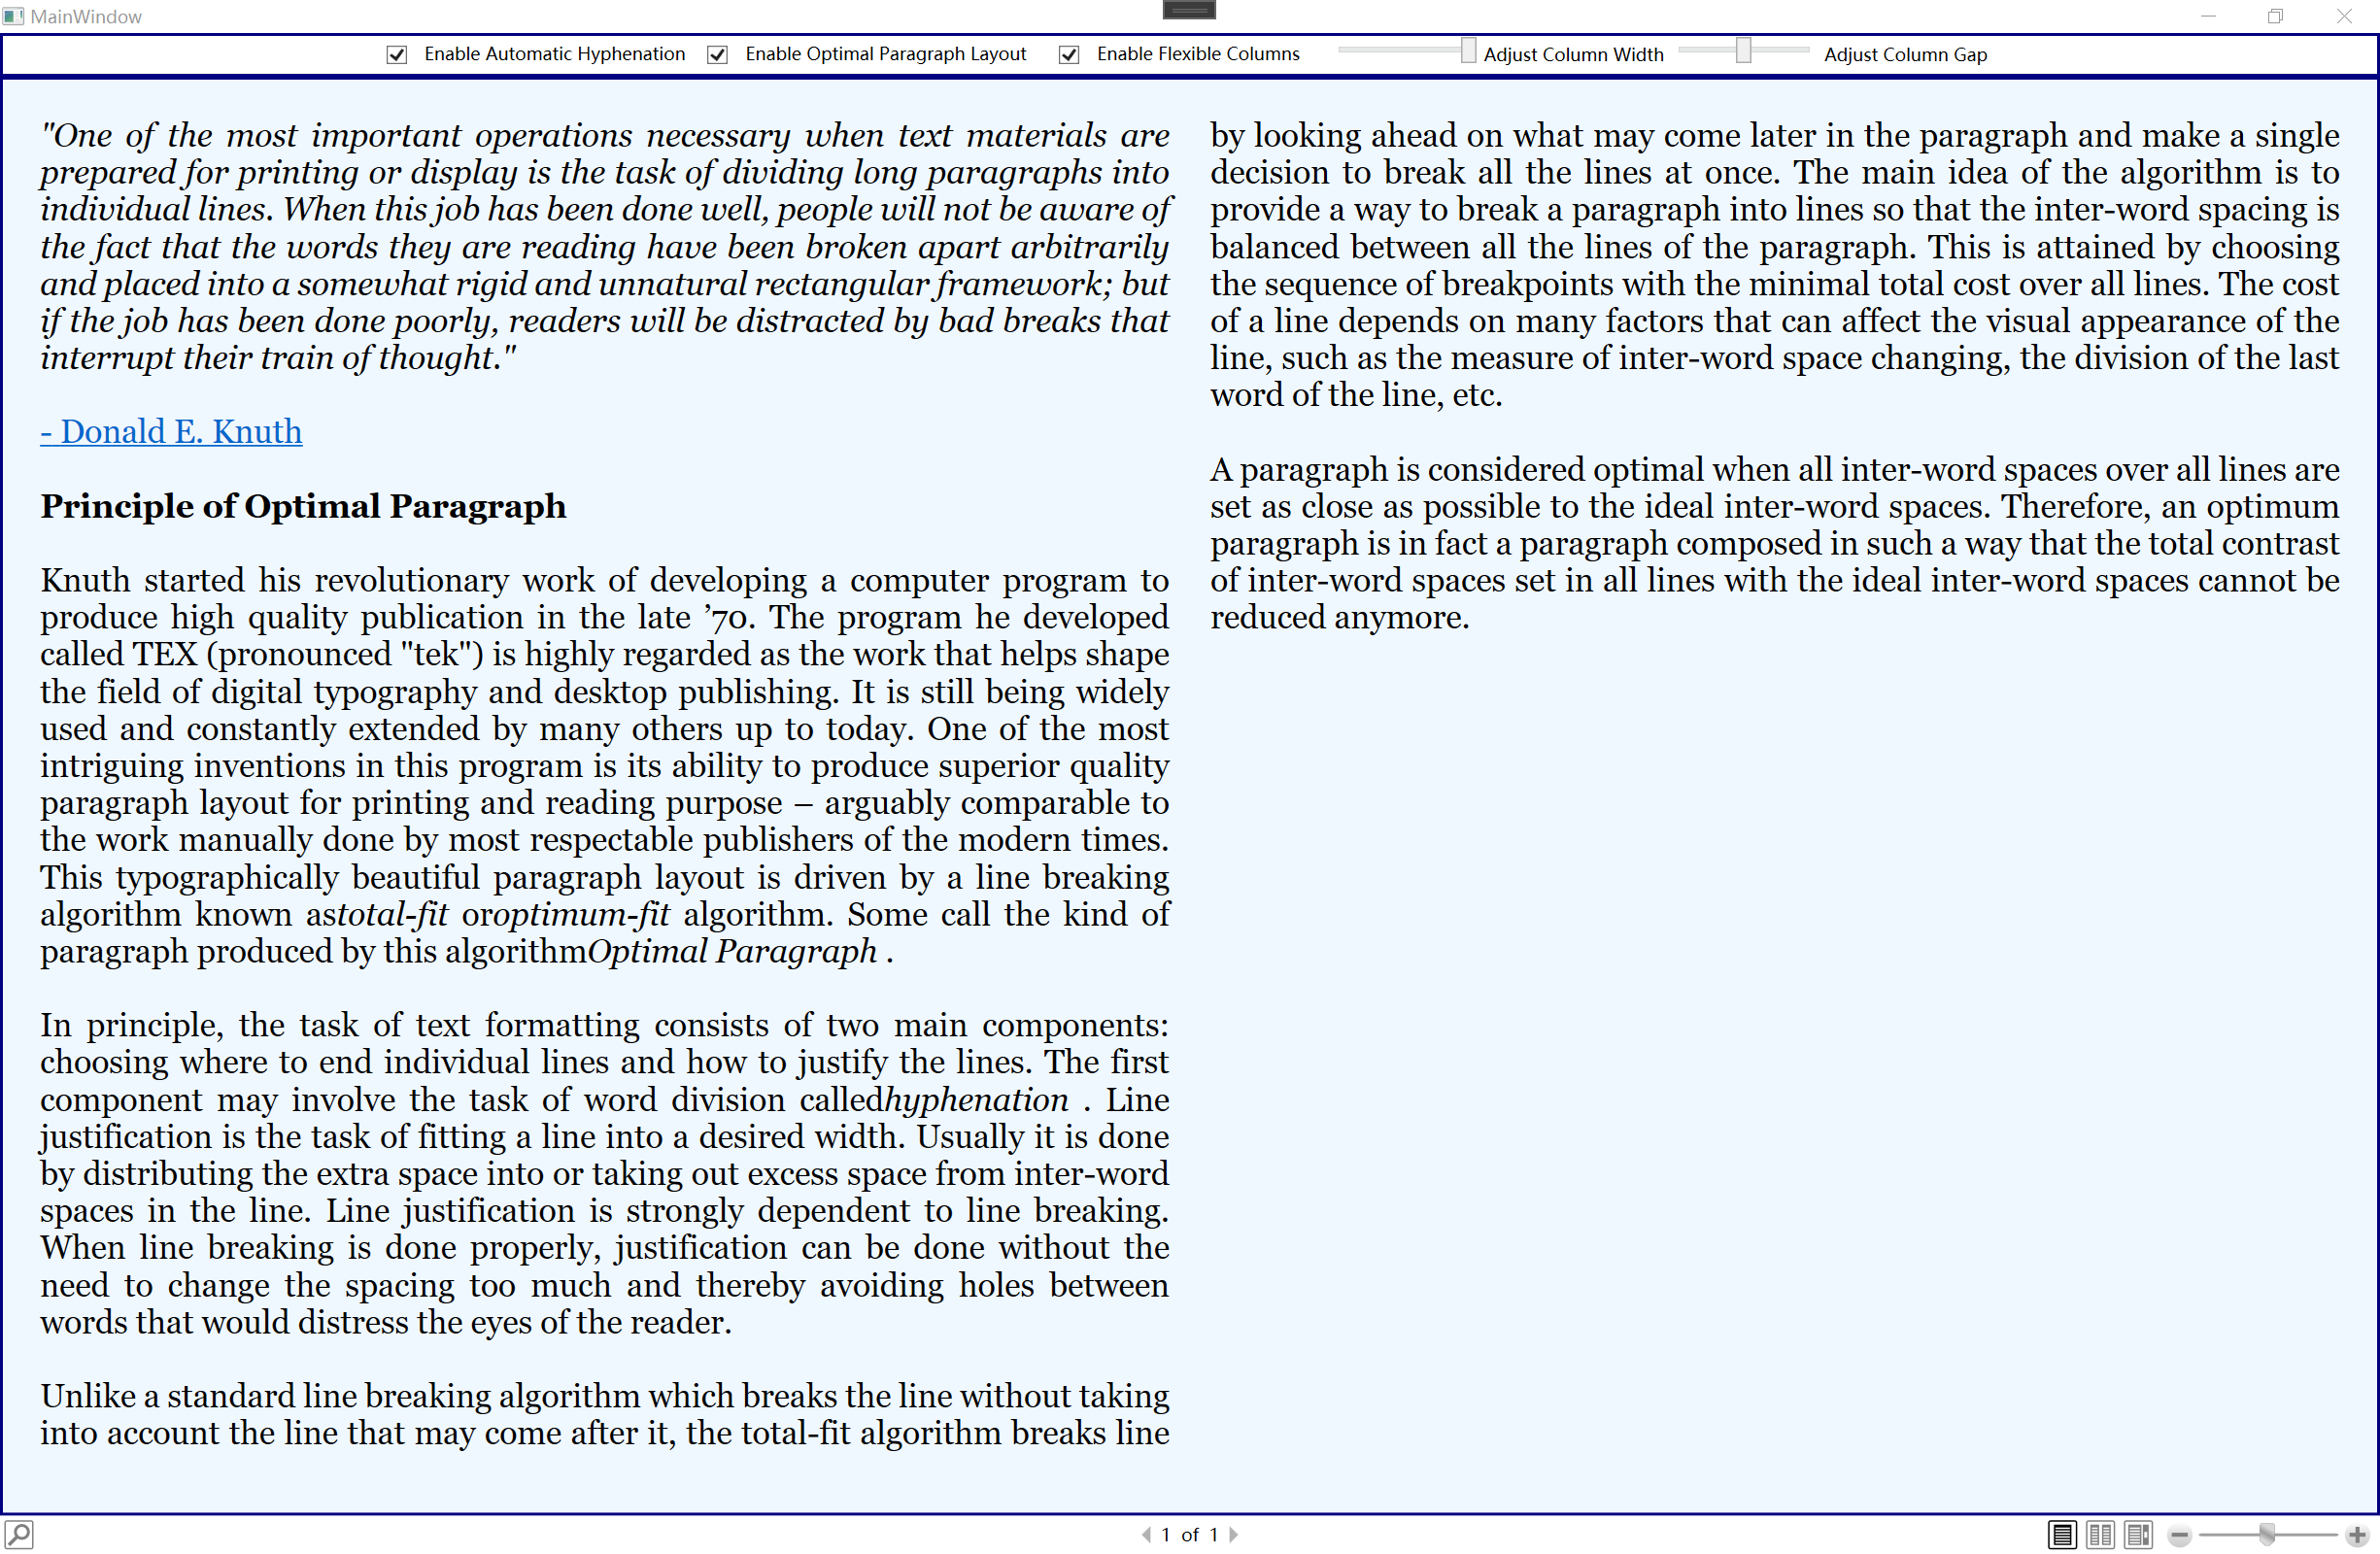 MainWindow
Enable Automatic Hyphenation
Enable Optimal Paragraph Layout
Enable Flexible Columns
Adjust Column Width
Adjust Column Gap
"One of the most important operations necessary when text materials are
prepared for printing or display is the task of dividing long paragraphs into
individual lines. When this job has been done well, people will not be aware of
the fact that the words they are reading have been broken apart arbitrarily
and placed into a somewhat rigid and unnatural rectangular framework; but
if the job has been done poorly, readers will be distracted by bad breaks that
interrupt their train of thought."
- Donald E. Knuth
Principle of Optimal Paragraph
Knuth started his revolutionary work of developing a computer program to
produce high quality publication in the late ’70. The program he developed
called TEX (pronounced "tek") is highly regarded as the work that helps shape
the field of digital typography and desktop publishing. It is still being widely
used and constantly extended by many others up to today. One of the most
intriguing inventions in this program is its ability to produce superior quality
paragraph layout for printing and reading purpose – arguably comparable to
the work manually done by most respectable publishers of the modern times.
This typographically beautiful paragraph layout is driven by a line breaking
algorithm known astotal-fit oroptimum-fit algorithm. Some call the kind of
paragraph produced by this algorithmOptimal Paragraph .
In principle, the task of text formatting consists of two main components:
choosing where to end individual lines and how to justify the lines. The first
component may involve the task of word division calledhyphenation . Line
justification is the task of fitting a line into a desired width. Usually it is done
by distributing the extra space into or taking out excess space from inter-word
spaces in the line. Line justification is strongly dependent to line breaking.
When line breaking is done properly, justification can be done without the
need to change the spacing too much and thereby avoiding holes between
words that would distress the eyes of the reader.
Unlike a standard line breaking algorithm which breaks the line without taking
into account the line that may come after it, the total-fit algorithm breaks line
by looking ahead on what may come later in the paragraph and make a single
decision to break all the lines at once. The main idea of the algorithm is to
provide a way to break a paragraph into lines so that the inter-word spacing is
balanced between all the lines of the paragraph. This is attained by choosing
the sequence of breakpoints with the minimal total cost over all lines. The cost
of a line depends on many factors that can affect the visual appearance of the
line, such as the measure of inter-word space changing, the division of the last
word of the line, etc.
A paragraph is considered optimal when all inter-word spaces over all lines are
set as close as possible to the ideal inter-word spaces. Therefore, an optimum
paragraph is in fact a paragraph composed in such a way that the total contrast
of inter-word spaces set in all lines with the ideal inter-word spaces cannot be
reduced anymore.
1 of 1